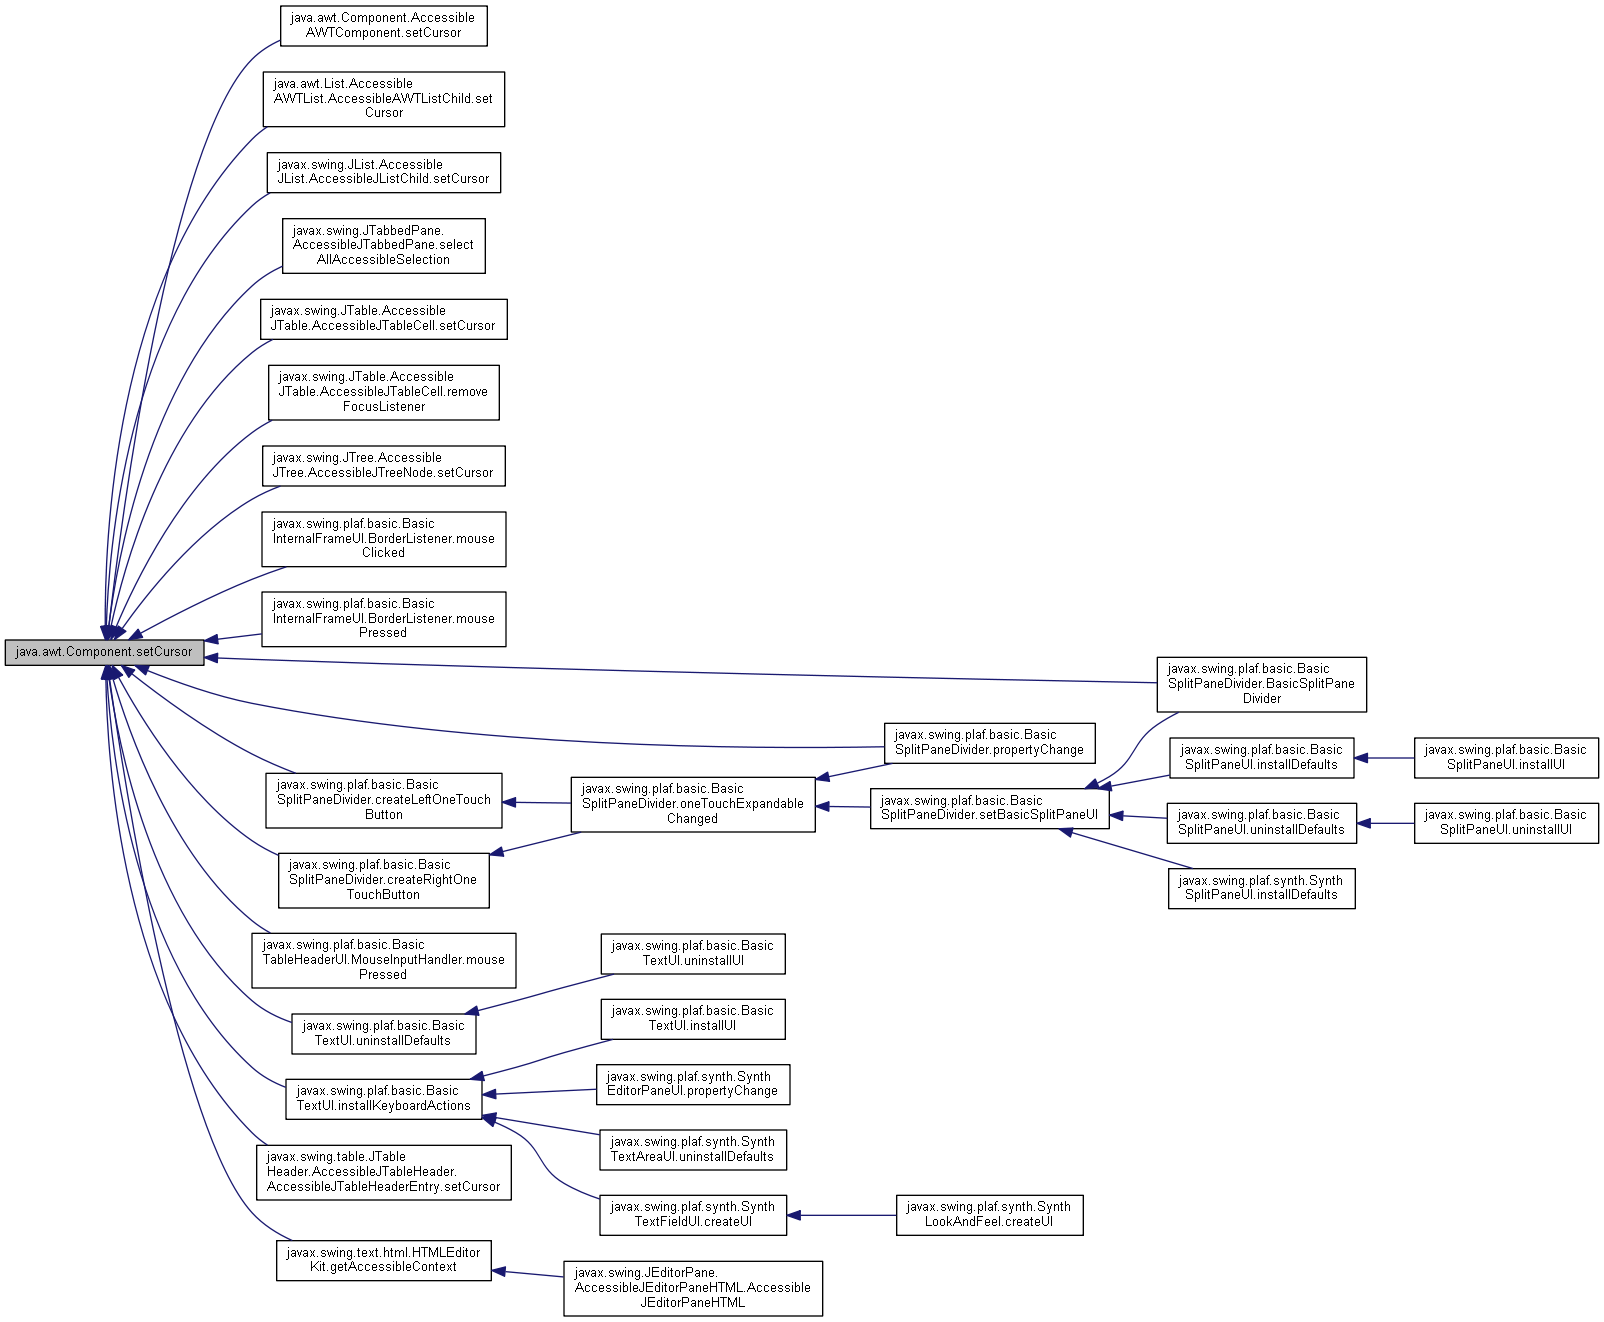 java.awt.Component.Accessible
AWTComponent.setCursor
java.awt.List.Accessible
AWTList.AccessibleAWTListChild.set
Cursor
javax.swing.JList.Accessible
JList.AccessibleJListChild.setCursor
javax.swing.JTabbedPane.
AccessibleJTabbedPane.select
AllAccessibleSelection
javax.swing.JTable.Accessible
JTable.AccessibleJTableCell.setCursor
javax.swing.JTable.Accessible
JTable.AccessibleJTableCell.remove
FocusListener
javax.swing.JTree.Accessible
JTree.AccessibleJTreeNode.setCursor
javax.swing.plaf.basic.Basic
InternalFrameUI.BorderListener.mouse
Clicked
javax.swing.plaf.basic.Basic
InternalFrameUI.BorderListener.mouse
Pressed
java.awt.Component.setCursor
javax.swing.plaf.basic.Basic
SplitPaneDivider.BasicSplitPane
Divider
javax.swing.plaf.basic.Basic
SplitPaneDivider.propertyChange
javax.swing.plaf.basic.Basic
SplitPaneUI.installDefaults
javax.swing.plaf.basic.Basic
SplitPaneUI.installUI
javax.swing.plaf.basic.Basic
SplitPaneDivider.createLeftOneTouch
Button
javax.swing.plaf.basic.Basic
SplitPaneDivider.oneTouchExpandable
Changed
javax.swing.plaf.basic.Basic
SplitPaneDivider.setBasicSplitPaneUI
javax.swing.plaf.basic.Basic
SplitPaneUI.uninstallDefaults
javax.swing.plaf.basic.Basic
SplitPaneUI.uninstallUI
javax.swing.plaf.basic.Basic
SplitPaneDivider.createRightOne
TouchButton
javax.swing.plaf.synth.Synth
SplitPaneUI.installDefaults
javax.swing.plaf.basic.Basic
TableHeaderUI.MouseInputHandler.mouse
Pressed
javax.swing.plaf.basic.Basic
TextUI.uninstallUI
javax.swing.plaf.basic.Basic
TextUI.uninstallDefaults
javax.swing.plaf.basic.Basic
TextUI.installUI
javax.swing.plaf.basic.Basic
TextUI.installKeyboardActions
javax.swing.plaf.synth.Synth
EditorPaneUI.propertyChange
javax.swing.plaf.synth.Synth
TextAreaUI.uninstallDefaults
javax.swing.table.JTable
Header.AccessibleJTableHeader.
AccessibleJTableHeaderEntry.setCursor
javax.swing.plaf.synth.Synth
TextFieldUI.createUI
javax.swing.plaf.synth.Synth
LookAndFeel.createUI
javax.swing.text.html.HTMLEditor
Kit.getAccessibleContext
javax.swing.JEditorPane.
AccessibleJEditorPaneHTML.Accessible
JEditorPaneHTML